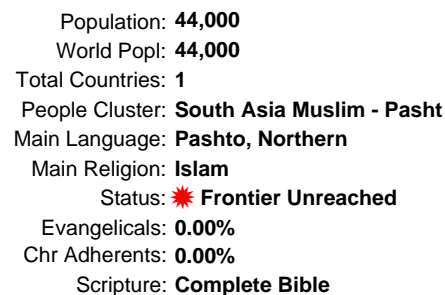 Population: 44,000
World Popl: 44,000
Total Countries: 1
People Cluster: South Asia Muslim - Pasht
Main Language: Pashto, Northern
Main Religion: Islam
Status: Frontier Unreached
Evangelicals: 0.00%
Chr Adherents: 0.00%
Scripture: Complete Bible